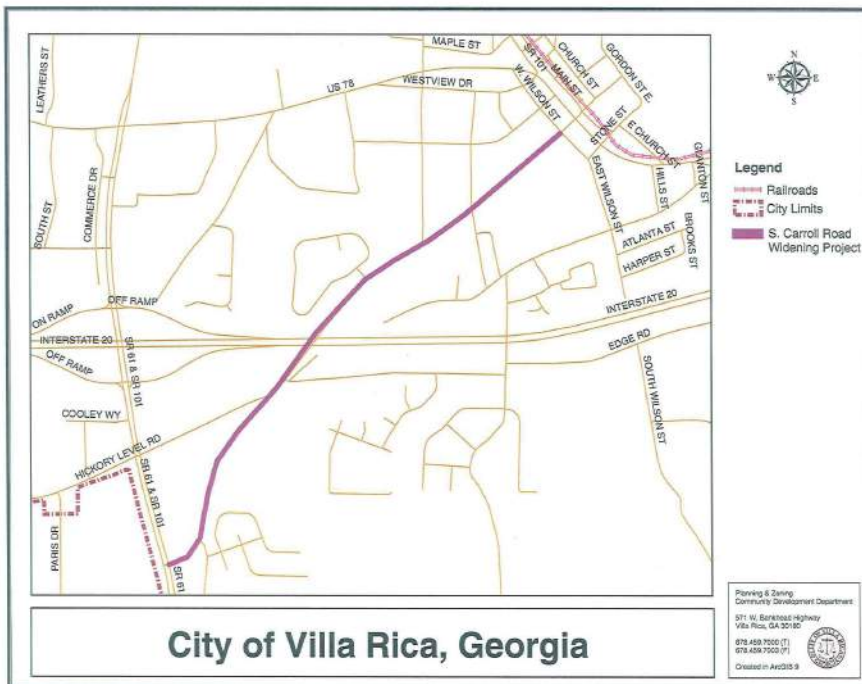 MAPLE ST
SR 101
CHURCH ST
GORDON ST E.
MAIN ST
LEATHERS ST
US 78
WESTVIEW DR
W. WILSON ST
STONE ST
E CHURCH ST
GRANTON ST
HILLS ST
EAST WILSON ST
SOUTH ST
COMMERCE DR
ATLANTA ST
BROOKS ST
HARPER ST
ON RAMP
OFF RAMP
INTERSTATE 20
INTERSTATE 20
OFF RAMP
EDGE RD
SR 61 & SR 101
SOUTH WILSON ST
COOLEY WY
HICKORY LEVEL RD
SR 61 & SR 101
PARIS DR
SR 61
N
W E
S
Legend
Railroads
City Limits
S. Carroll Road
Widening Project
City of Villa Rica, Georgia
Planning & Zoning
Community Development Department
571 W. Bankhead Highway
Villa Rica, GA 30180
678.459.7000 (T)
678.459.7003 (F)
Created in ArcGIS 9